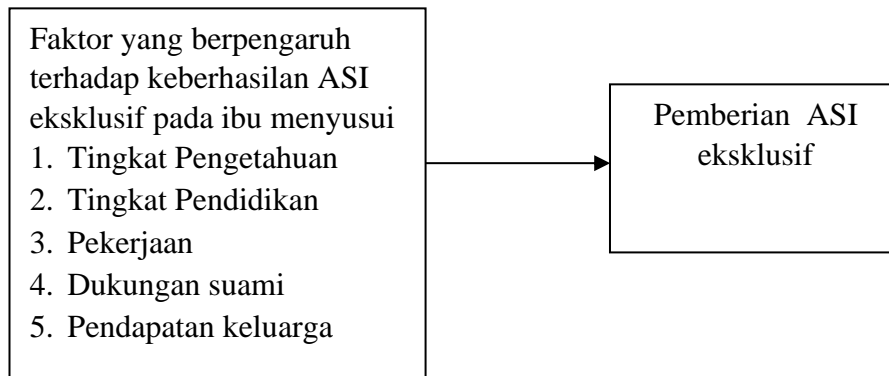 Faktor yang berpengaruh
terhadap keberhasilan ASI
eksklusif pada ibu menyusui
1. Tingkat Pengetahuan
2. Tingkat Pendidikan
3. Pekerjaan
4. Dukungan suami
5. Pendapatan keluarga
Pemberian ASI
eksklusif